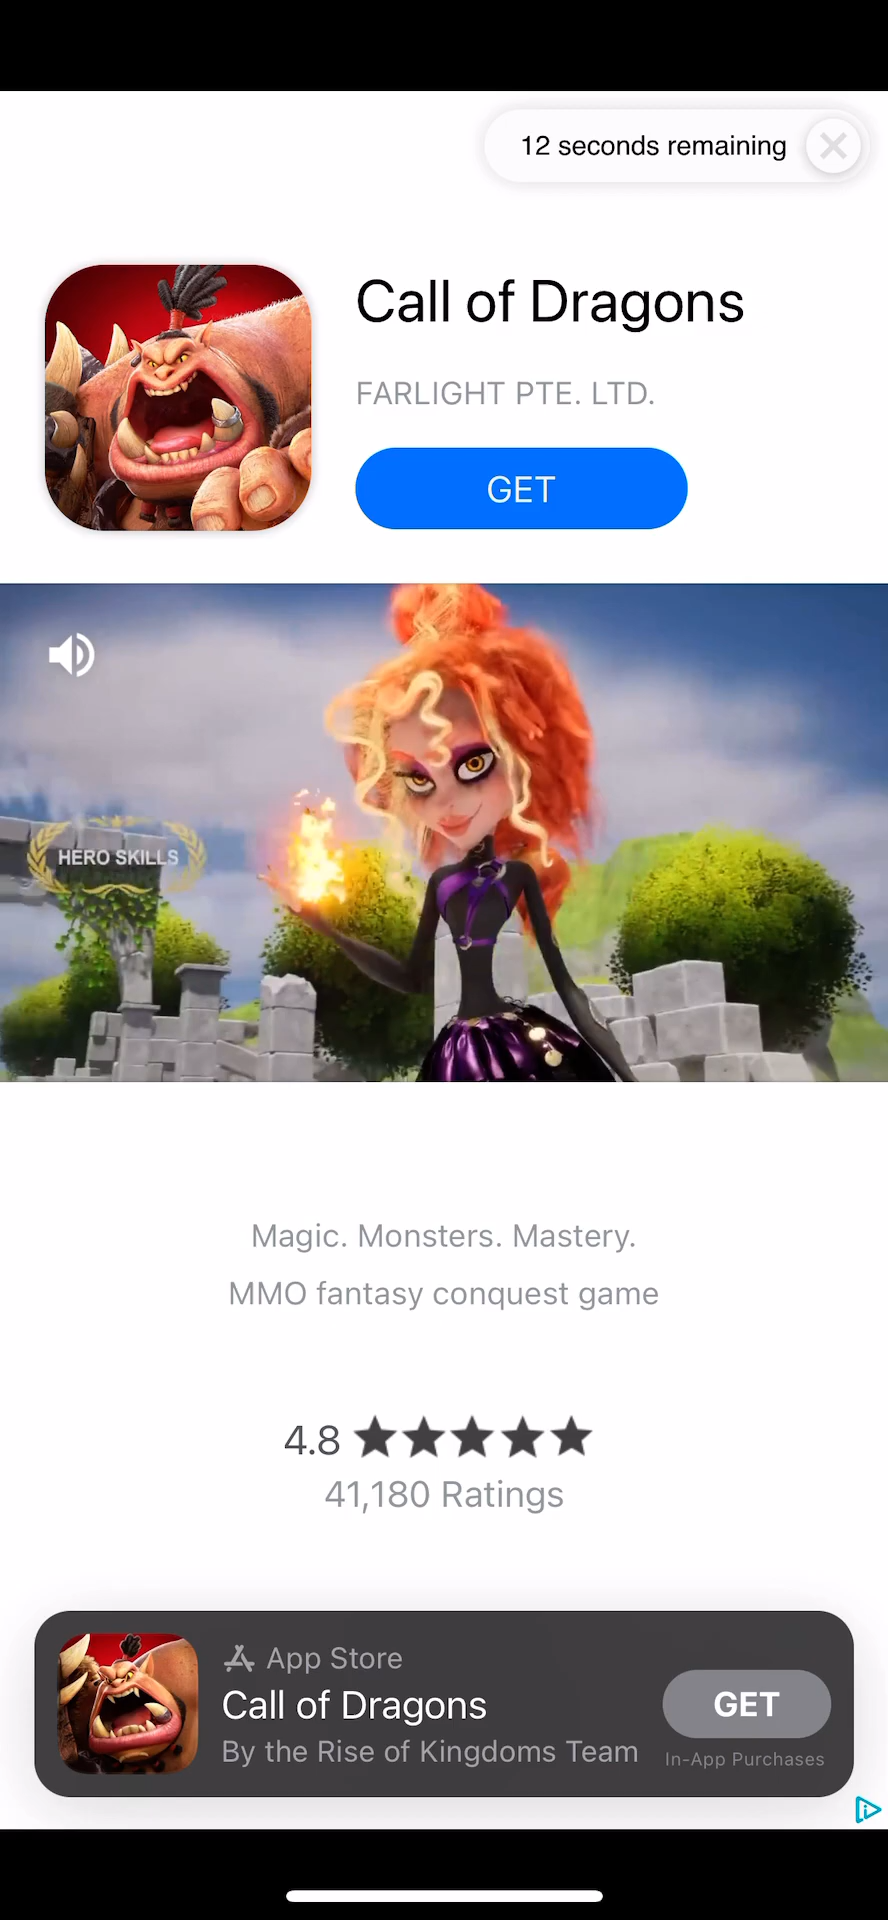 12 seconds remaining
Call of Dragons
FARLIGHT PTE. LTD.
GET
HERO SKILLS
Magic. Monsters. Mastery.
MMO fantasy conquest game
4.8
41,180 Ratings
App Store
Call of Dragons
By the Rise of Kingdoms Team
GET
In-App Purchases